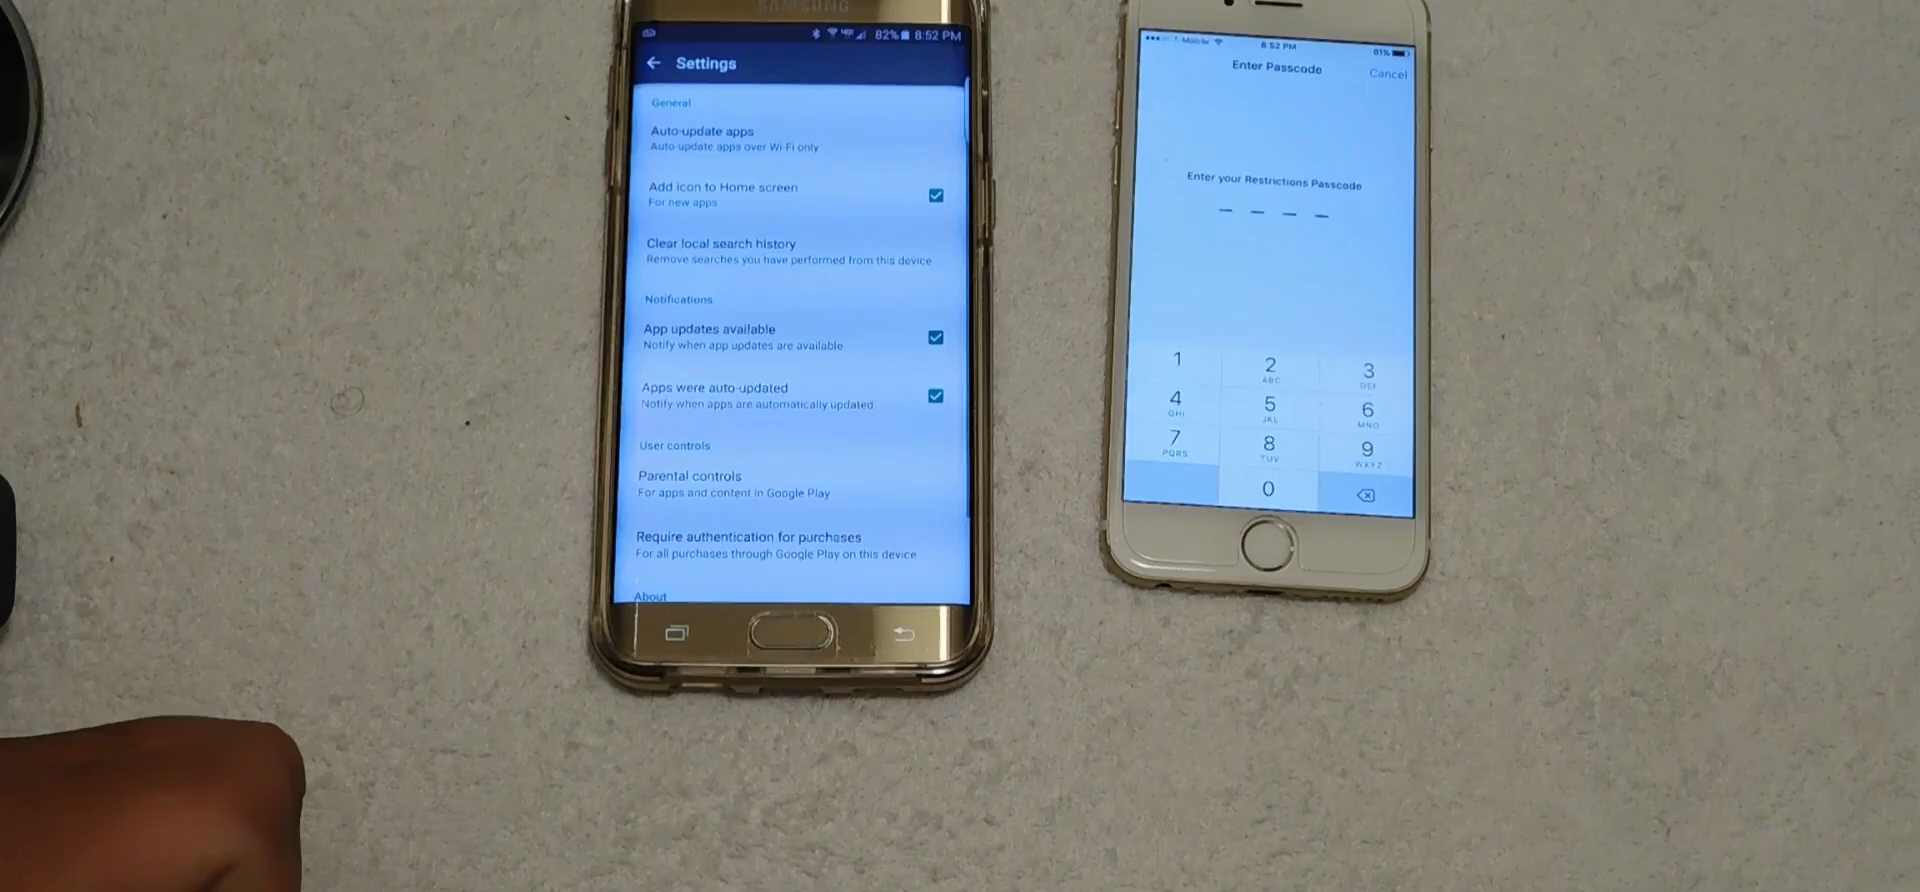 SAMSUNG
82% 8:52 PM
Settings
General
Auto-update apps
Auto-update apps over Wi-Fi only
Add icon to Home screen
For new apps
Clear local search history
Remove searches you have performed from this device
Notifications
App updates available
Notify when app updates are available
Apps were auto-updated
Notify when apps are automatically updated
User controls
Parental controls
For apps and content in Google Play
Require authentication for purchases
For all purchases through Google Play on this device
About
T-Mobile 8:52 PM 81%
Enter Passcode
Cancel
Enter your Restrictions Passcode
1 2 3
ABC DEF
4 5 6
GHI JKL MNO
7 8 9
PQRS TUV WXYZ
0